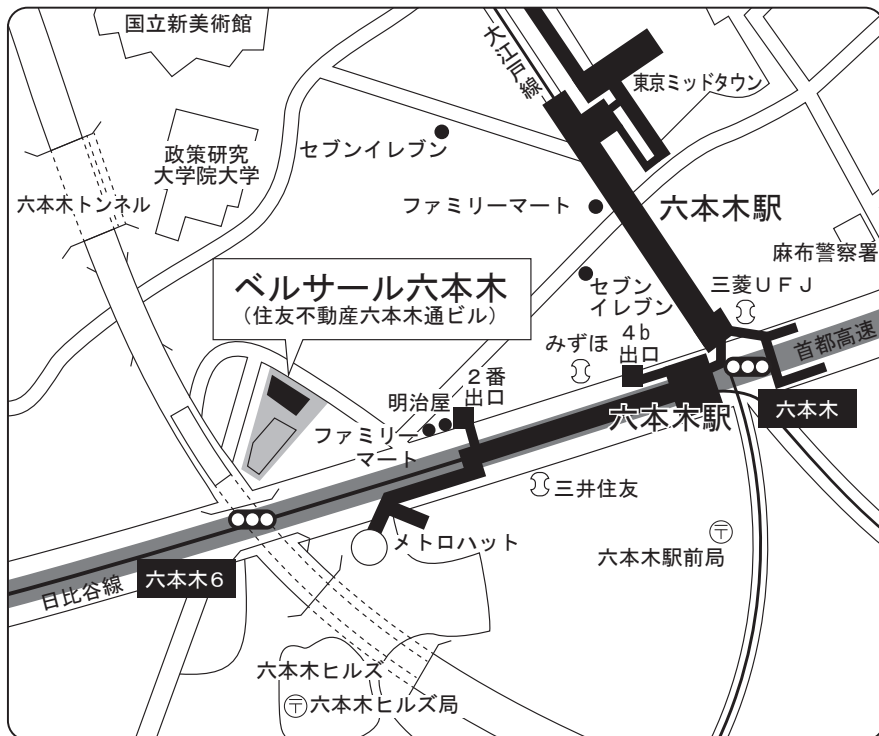 国立新美術館
大江戸線
東京ミッドタウン
政策研究
大学院大学
セブンイレブン
六本木トンネル
ファミリーマート
六本木駅
麻布警察署
ベルサール六本木
(住友不動産六本木通ビル)
セブン
イレブン
三菱UFJ
みずほ
4b
出口
首都高速
2番
出口
明治屋
六本木駅
六本木
ファミリー
マート
三井住友
メトロハット
〒
六本木駅前局
日比谷線
六本木6
六本木ヒルズ
〒六本木ヒルズ局